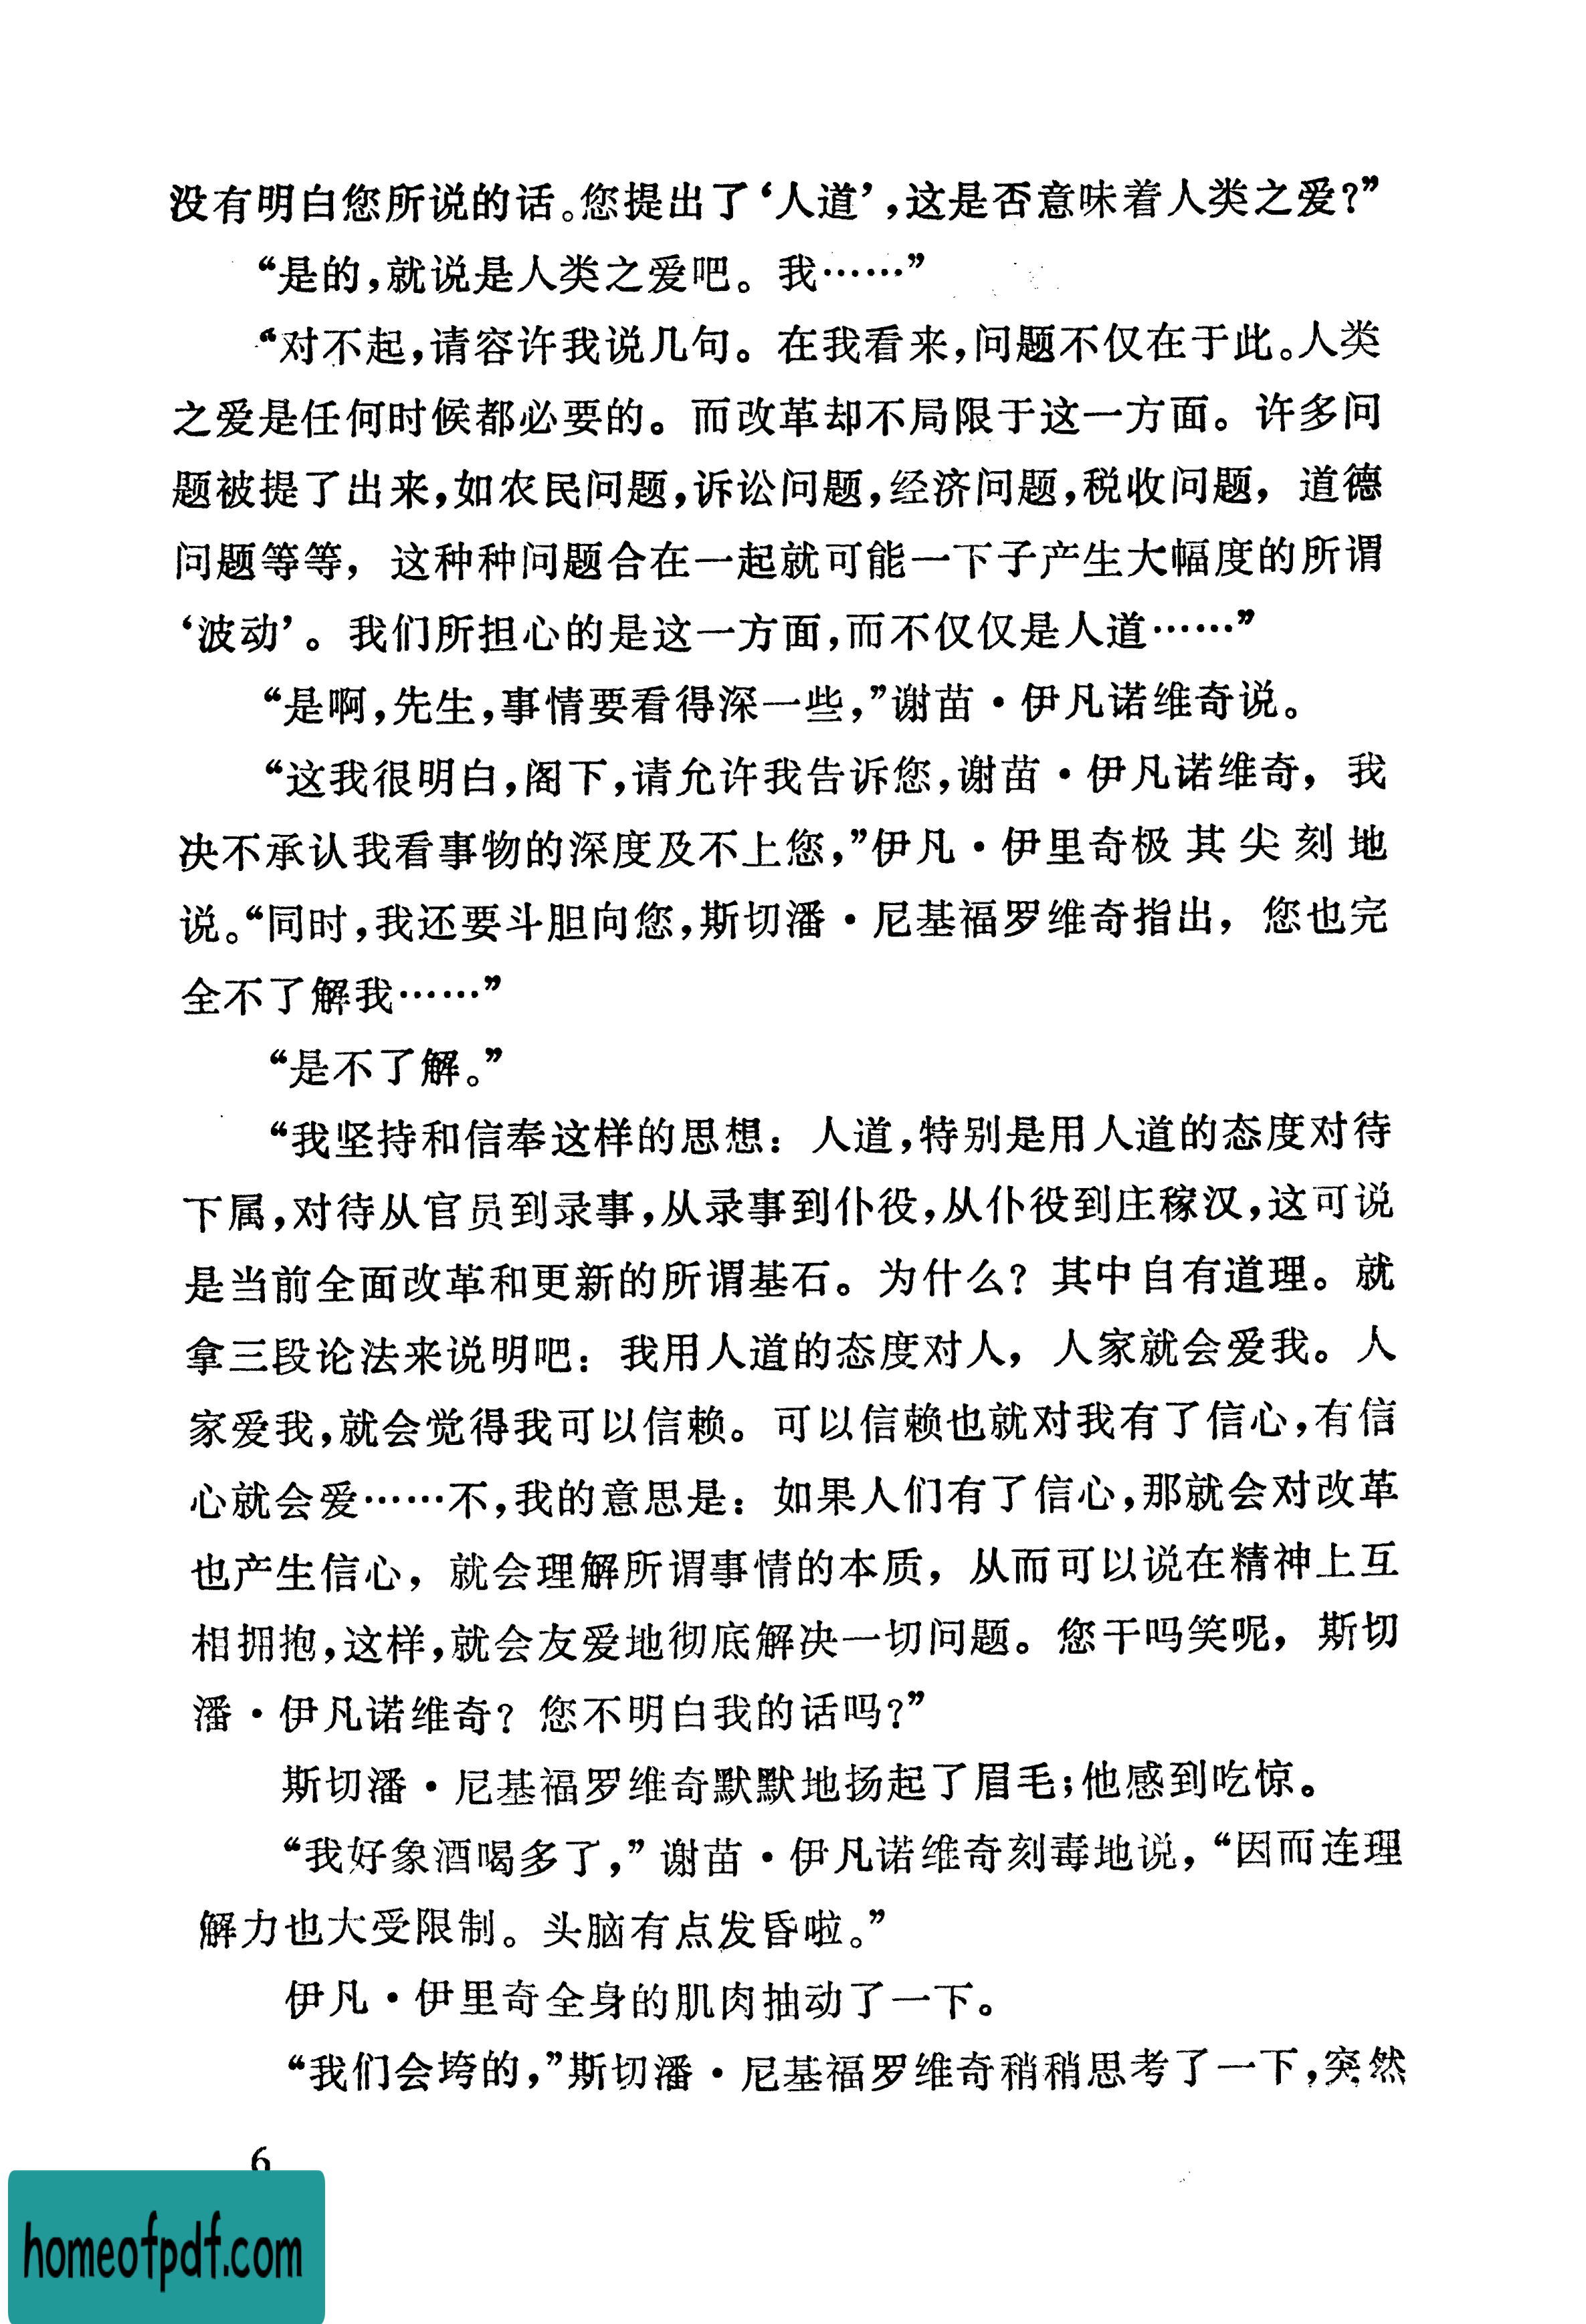 没有明白您所说的话。您提出了‘人道’，这是否意味着人类之爱？”
“是的，就说是人类之爱吧。我……”
“对不起，请容许我说几句。在我看来，问题不仅在于此。人类
之爱是任何时候都必要的。而改革却不局限于这一方面。许多问
题被提了出来，如农民问题，诉讼问题，经济问题，税收问题，道德
问题等等，这种种问题合在一起就可能一下子产生大幅度的所谓
‘波动’。我们所担心的是这一方面，而不仅仅是人道……”
“是啊，先生，事情要看得深一些，”谢苗·伊凡诺维奇说。
“这我很明白，阁下，请允许我告诉您，谢苗·伊凡诺维奇，我
决不承认我看事物的深度及不上您，”伊凡·伊里奇极其尖刻地
说。“同时，我还要斗胆向您，斯切潘·尼基福罗维奇指出，您也完
全不了解我……”
“是不了解。”
“我坚持和信奉这样的思想：人道，特别是用人道的态度对待
下属，对待从官员到录事，从录事到仆役，从仆役到庄稼汉，这可说
是当前全面改革和更新的所谓基石。为什么？其中自有道理。就
拿三段论法来说明吧：我用人道的态度对人，人家就会爱我。人
家爱我，就会觉得我可以信赖。可以信赖也就对我有了信心，有信
心就会爱……不，我的意思是：如果人们有了信心，那就会对改革
也产生信心，就会理解所谓事情的本质，从而可以说在精神上互
相拥抱，这样，就会友爱地彻底解决一切问题。您干吗笑呢，斯切
潘·伊凡诺维奇？您不明白我的话吗？”
斯切潘·尼基福罗维奇默默地扬起了眉毛；他感到吃惊。
“我好象酒喝多了，”谢苗·伊凡诺维奇刻毒地说，“因而连理
解力也大受限制。头脑有点发昏啦。”
伊凡·伊里奇全身的肌肉抽动了一下。
“我们会垮的，”斯切潘·尼基福罗维奇稍稍思考了一下，突然
6
homeofpdf.com